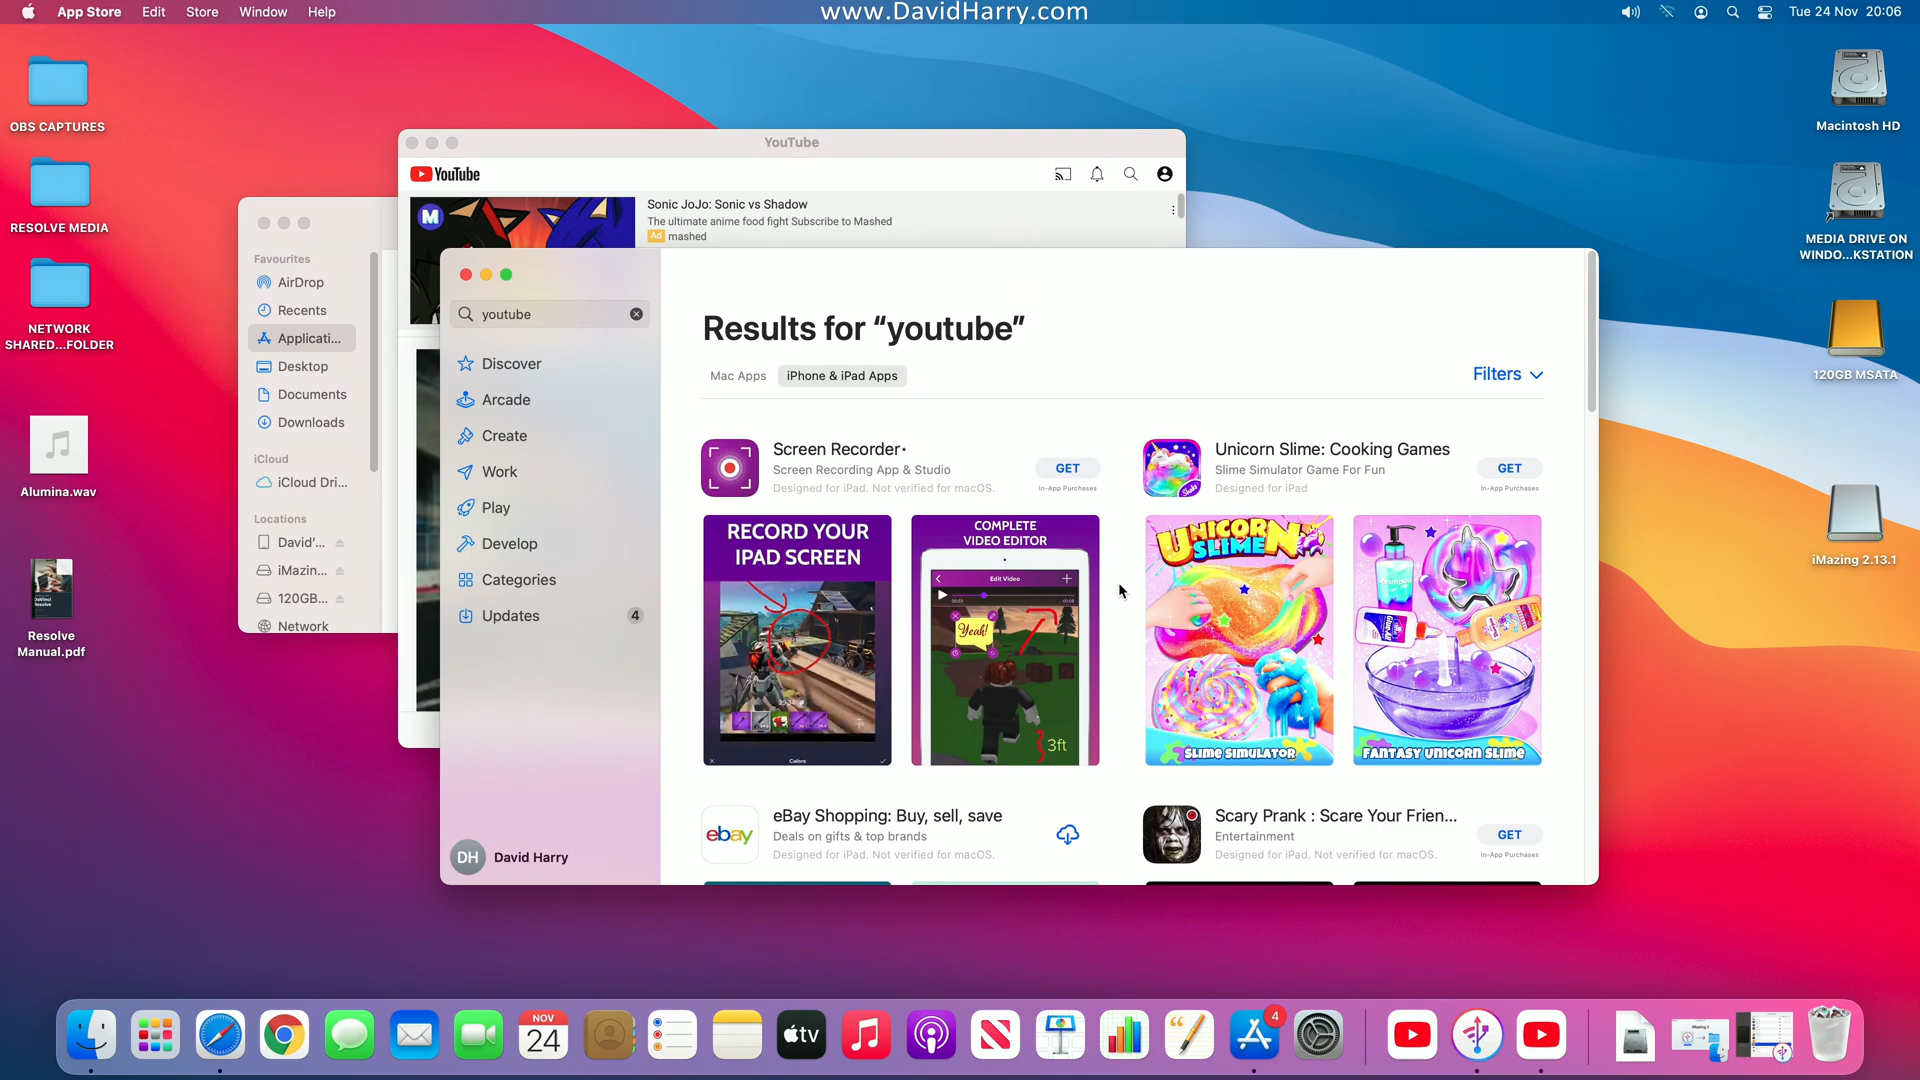 App Store Edit Store Window Help
www.DavidHarry.com
Tue 24 Nov 20:06
OBS CAPTURES
RESOLVE MEDIA
NETWORK
SHARED...FOLDER
Alumina.wav
Resolve
Manual.pdf
Macintosh HD
MEDIA DRIVE ON
WINDO...KSTATION
120GB MSATA
iMazing 2.13.1
YouTube
YouTube
M
Sonic JoJo: Sonic vs Shadow
The ultimate anime food fight Subscribe to Mashed
Ad mashed
Favourites
AirDrop
Recents
Applicati...
Desktop
Documents
Downloads
iCloud
iCloud Dri...
Locations
David'...
iMazin...
120GB...
Network
youtube
Discover
Arcade
Create
Work
Play
Develop
Categories
Updates 4
DH David Harry
Results for “youtube”
Mac Apps iPhone & iPad Apps
Filters
Screen Recorder
Screen Recording App & Studio
Designed for iPad. Not verified for macOS.
GET
In-App Purchases
RECORD YOUR
IPAD SCREEN
Colors
COMPLETE
VIDEO EDITOR
Edit Video
Yeah!
3ft
Unicorn Slime: Cooking Games
Slime Simulator Game For Fun
Designed for iPad
GET
In-App Purchases
UNICORN
SLIME
SLIME SIMULATOR
FANTASY UNICORN SLIME
ebay
eBay Shopping: Buy, sell, save
Deals on gifts & top brands
Designed for iPad. Not verified for macOS.
Scary Prank : Scare Your Frien...
Entertainment
Designed for iPad. Not verified for macOS.
GET
In-App Purchases
NOV
24
tv
4